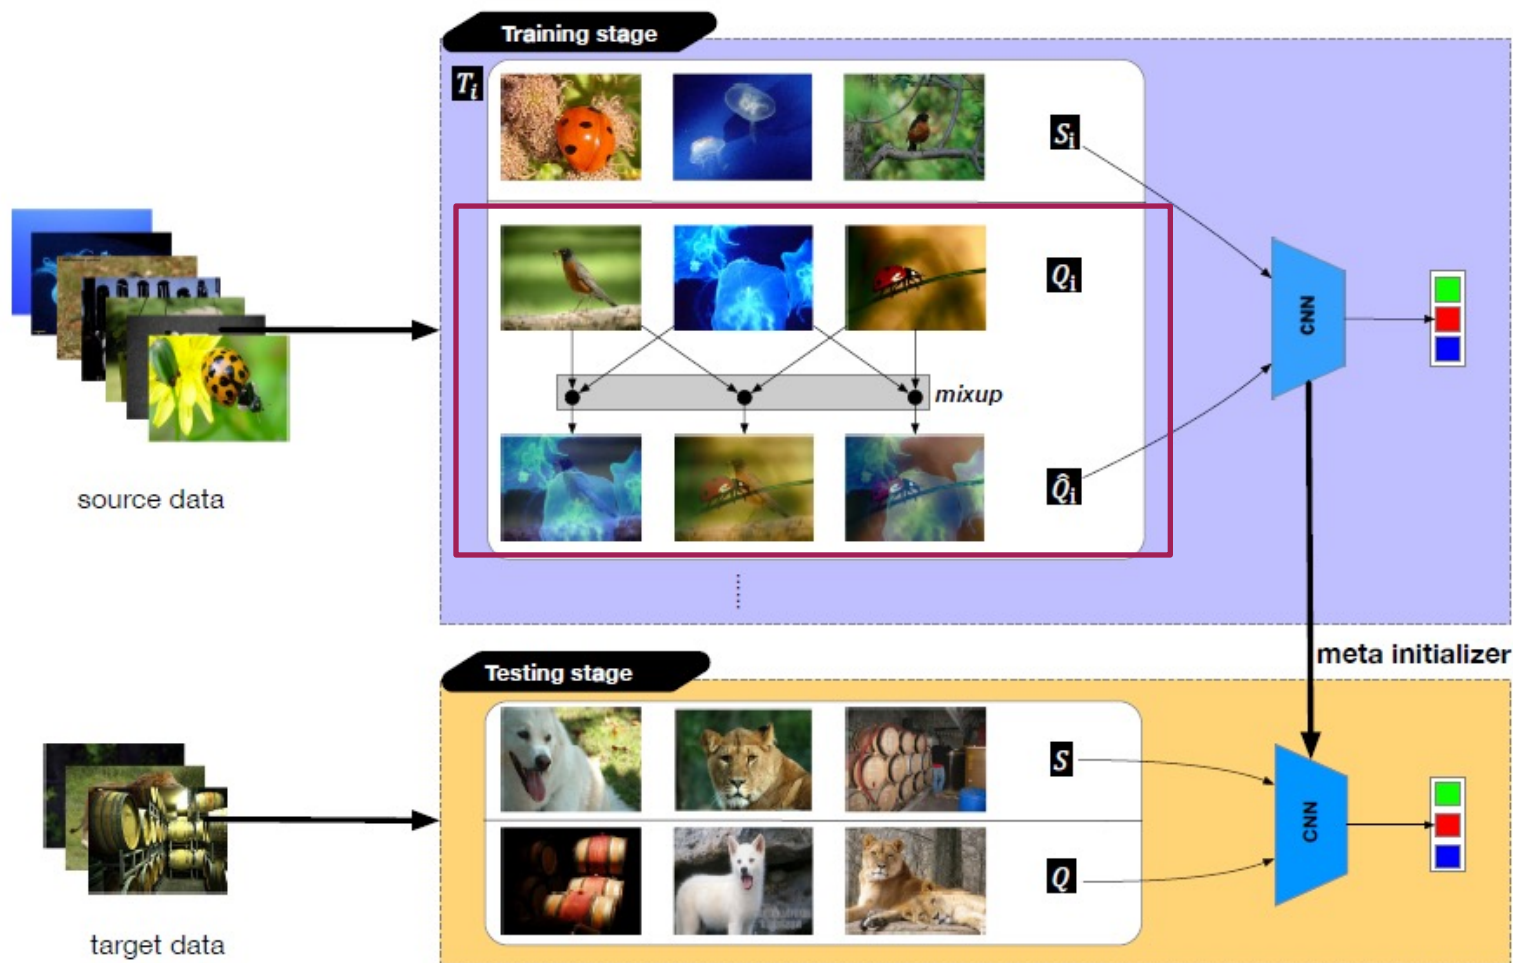 Training stage
T_i
S_i
Q_i
CNN
mixup
Q̂_i
source data
meta initializer
Testing stage
S
CNN
Q
target data